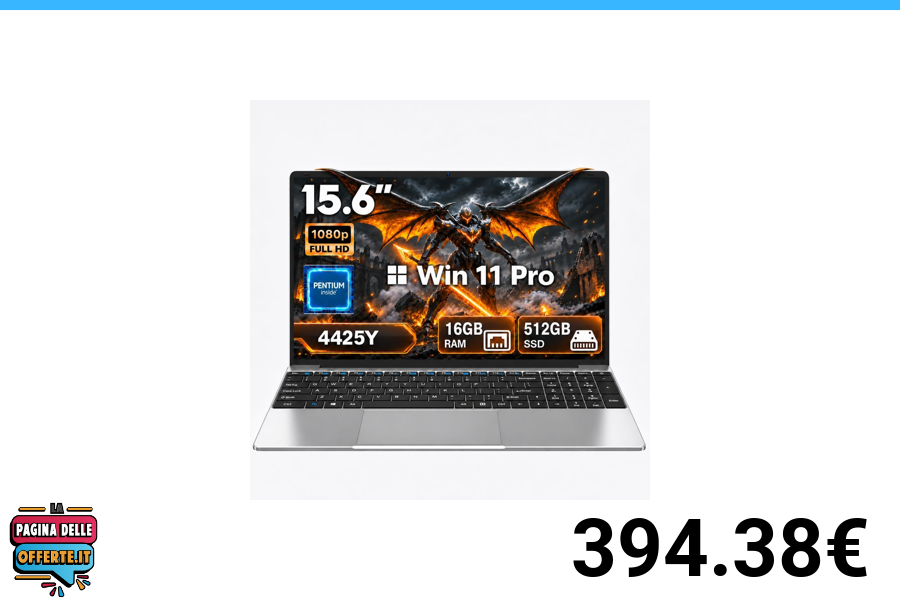 15.6”
1080p
FULL HD
PENTIUM
inside
Win 11 Pro
4425Y
16GB
RAM
512GB
SSD
LA
PAGINA DELLE
OFFERTE.IT
394.38€